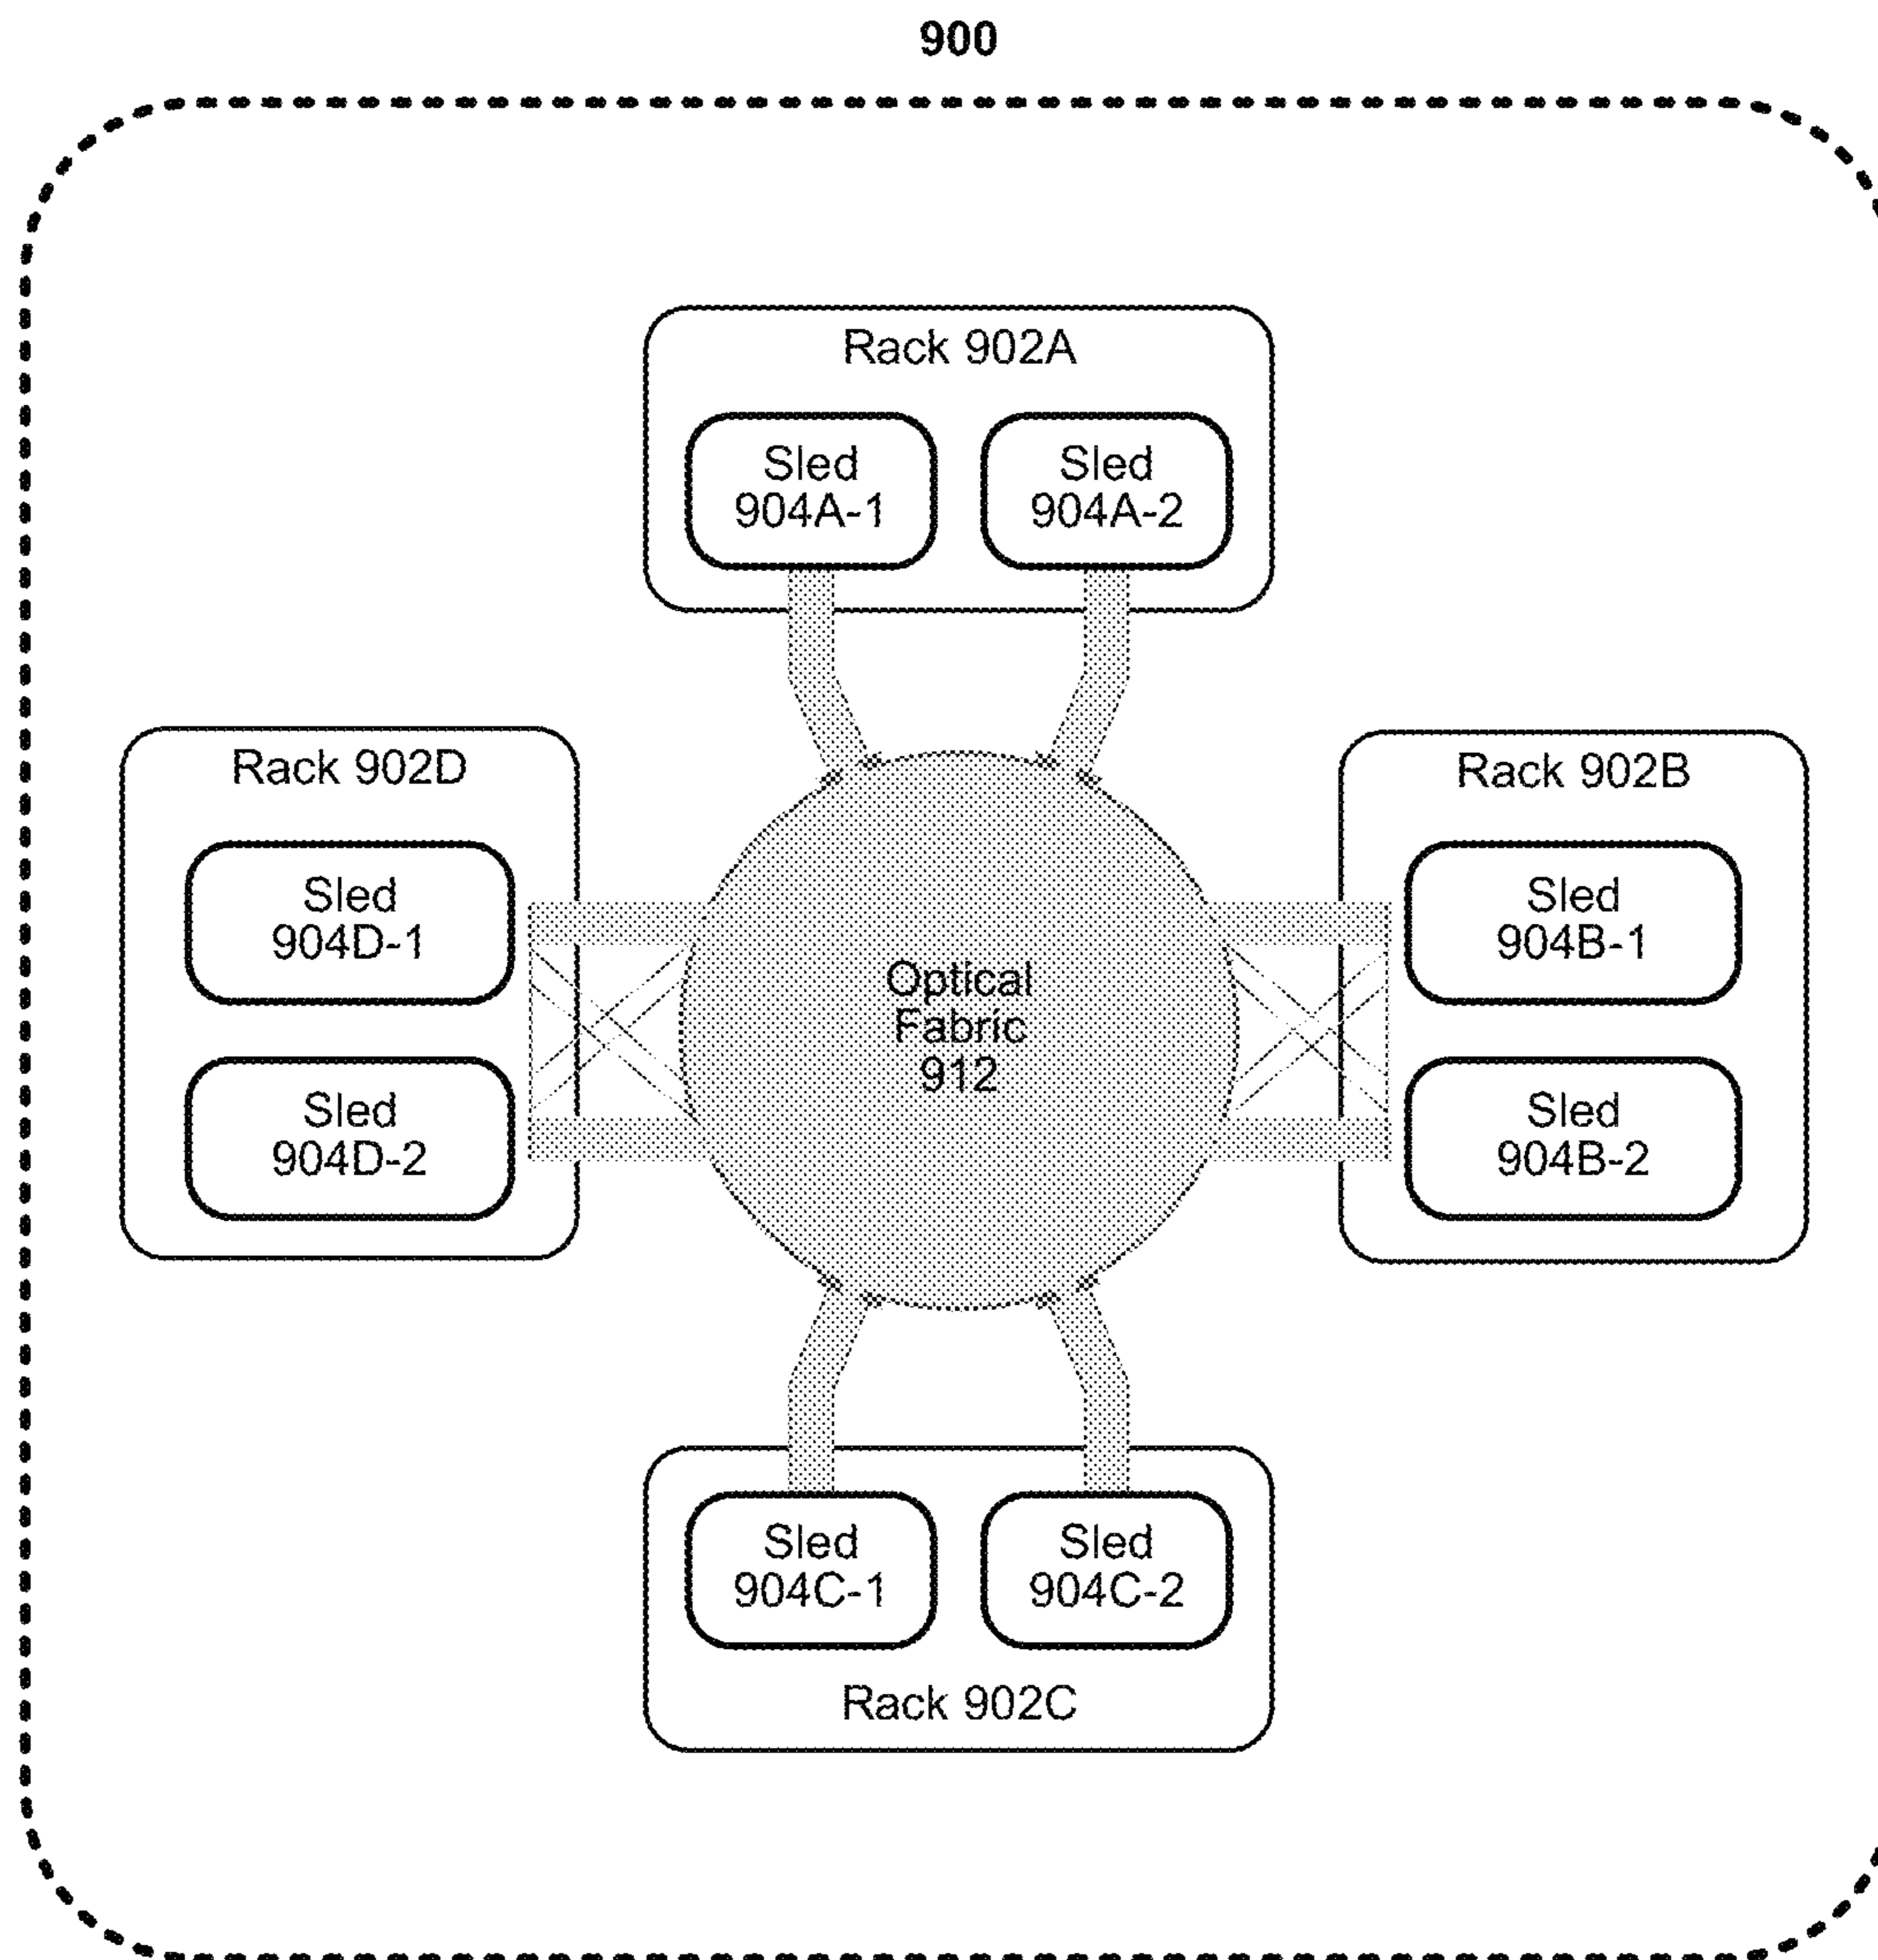 900
Rack 902A
Sled
904A-1
Sled
904A-2
Rack 902D
Sled
904D-1
Sled
904D-2
Optical
Fabric
912
Rack 902B
Sled
904B-1
Sled
904B-2
Sled
904C-1
Sled
904C-2
Rack 902C